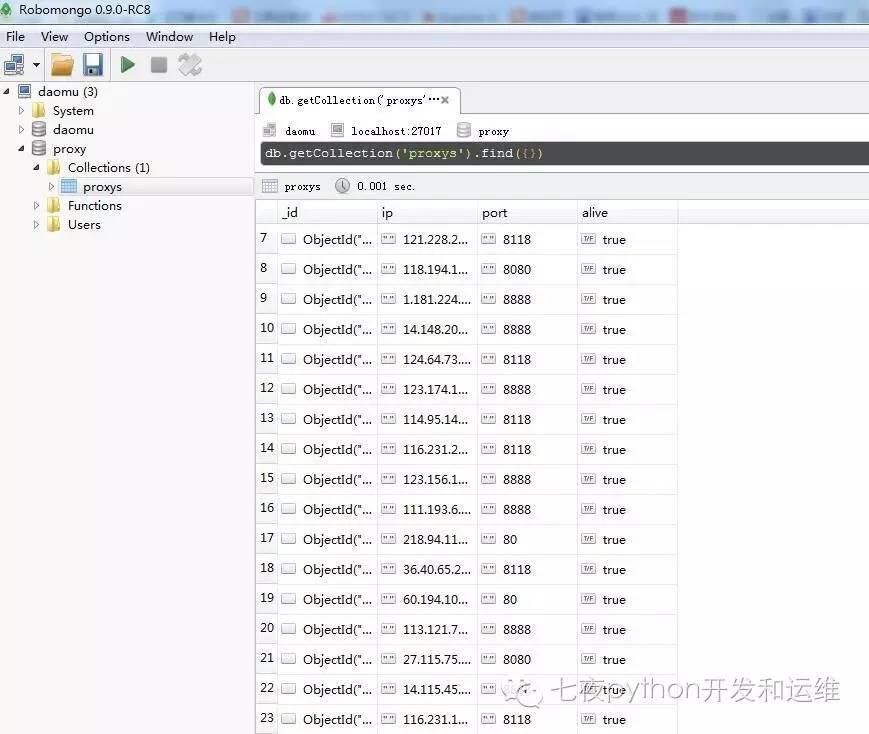 Robomongo 0.9.0-RC8
File View Options Window Help
daomu (3)
System
daomu
proxy
Collections (1)
proxys
Functions
Users
db.getCollection('proxys'···
daomu localhost:27017 proxy
db.getCollection('proxys').find({})
proxys 0.001 sec.
_id ip port alive
7 ObjectId("... "" 121.228.2... "" 8118 T/F true
8 ObjectId("... "" 118.194.1... "" 8080 T/F true
9 ObjectId("... "" 1.181.224.... "" 8888 T/F true
10 ObjectId("... "" 14.148.20... "" 8888 T/F true
11 ObjectId("... "" 124.64.73.... "" 8118 T/F true
12 ObjectId("... "" 123.174.1... "" 8888 T/F true
13 ObjectId("... "" 114.95.14... "" 8118 T/F true
14 ObjectId("... "" 116.231.2... "" 8118 T/F true
15 ObjectId("... "" 123.156.1... "" 8888 T/F true
16 ObjectId("... "" 111.193.6.... "" 8888 T/F true
17 ObjectId("... "" 218.94.11... "" 80 T/F true
18 ObjectId("... "" 36.40.65.2... "" 8118 T/F true
19 ObjectId("... "" 60.194.10... "" 80 T/F true
20 ObjectId("... "" 113.121.7... "" 8888 T/F true
21 ObjectId("... "" 27.115.75.... "" 8080 T/F true
22 ObjectId("... "" 14.115.45.... "" T/F true
七夜python开发和运维
23 ObjectId("... "" 116.231.1... "" 8118 T/F true